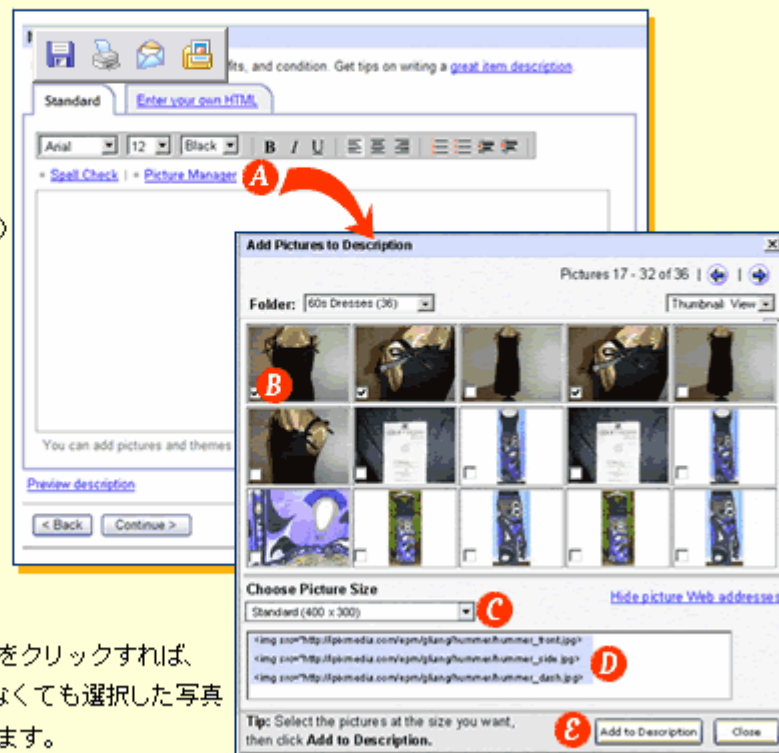 fits, and condition. Get tips on writing a great item description.
Standard
Enter your own HTML
Arial 12 Black B I U
Spell Check | Picture Manager A
You can add pictures and themes
Preview description
< Back Continue >
Add Pictures to Description
Pictures 17 - 32 of 36 | |
Folder: 60s Dresses (36)
Thumbnail View
B
Choose Picture Size
Standard (400 x 300) C
Hide picture Web addresses
D
Tip: Select the pictures at the size you want,
then click Add to Description.
E Add to Description Close
をクリックすれば、
なくても選択した写真
ます。